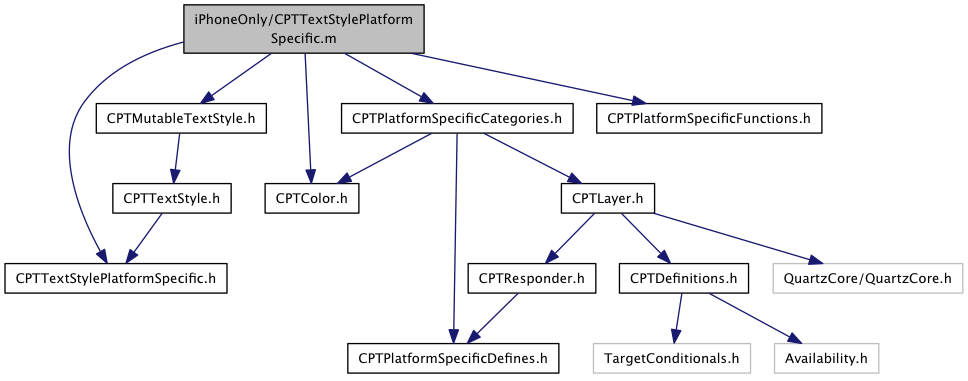 iPhoneOnly/CPTTextStylePlatform
Specific.m
CPTMutableTextStyle.h
CPTPlatformSpecificCategories.h
CPTPlatformSpecificFunctions.h
CPTTextStyle.h
CPTColor.h
CPTLayer.h
CPTTextStylePlatformSpecific.h
CPTResponder.h
CPTDefinitions.h
QuartzCore/QuartzCore.h
CPTPlatformSpecificDefines.h
TargetConditionals.h
Availability.h